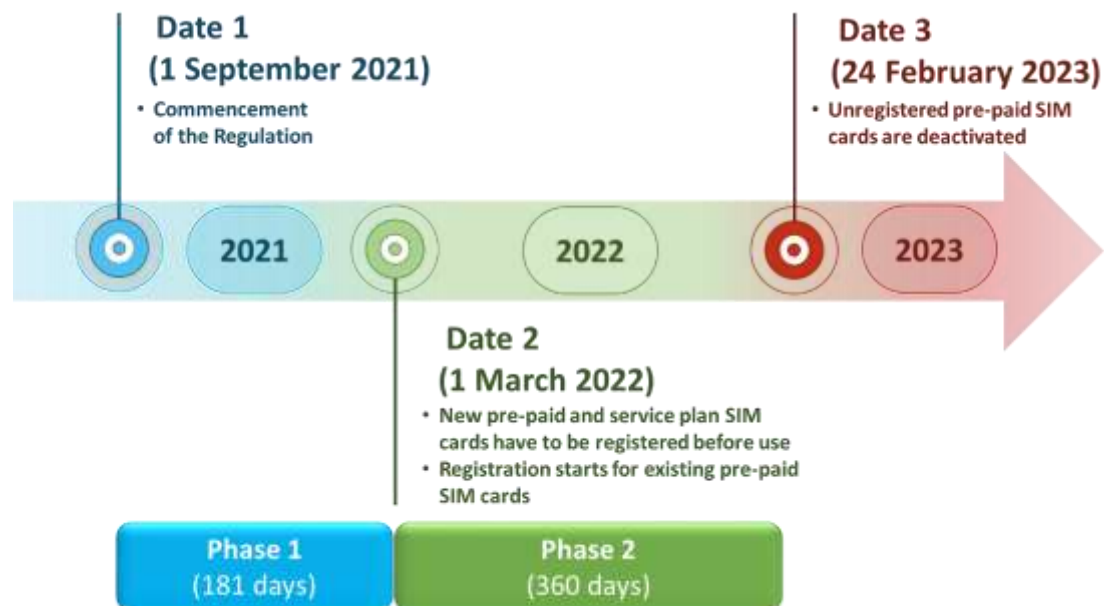 Date 1
(1 September 2021)
• Commencement
of the Regulation
Date 3
(24 February 2023)
• Unregistered pre-paid SIM
cards are deactivated
2021
2022
2023
Date 2
(1 March 2022)
• New pre-paid and service plan SIM
cards have to be registered before use
• Registration starts for existing pre-paid
SIM cards
Phase 1
(181 days)
Phase 2
(360 days)